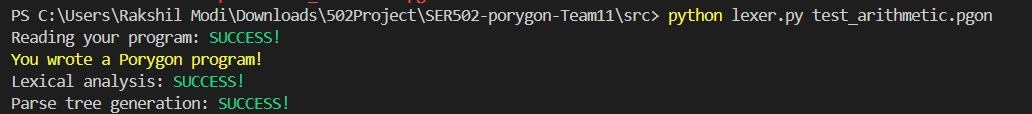 PS C:\Users\Rakshil Modi\Downloads\502Project\SER502-porygon-Team11\src> python lexer.py test_arithmetic.pgon
Reading your program: SUCCESS!
You wrote a Porygon program!
Lexical analysis: SUCCESS!
Parse tree generation: SUCCESS!